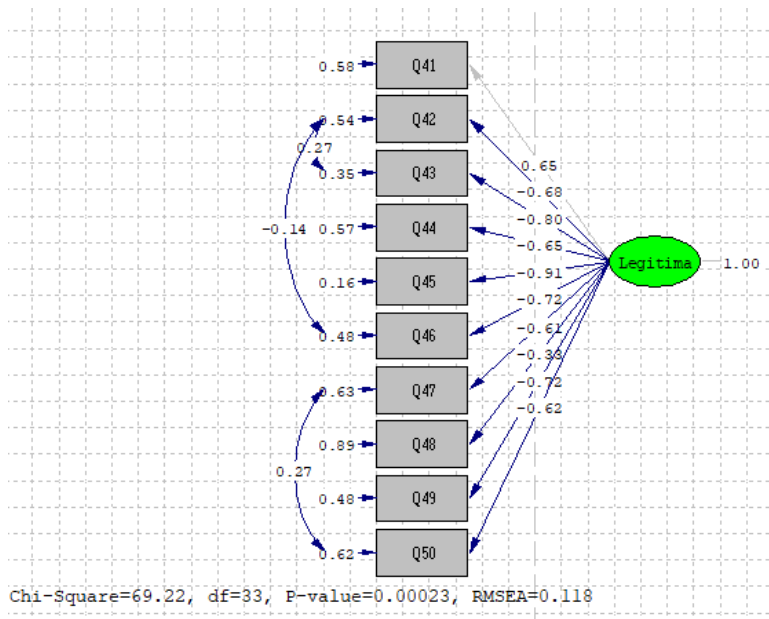 0.58 Q41
0.54 Q42
0.27
0.65
0.35 Q43
-0.68
-0.80
-0.14 0.57 Q44
-0.65
Legitima 1.00
-0.91
0.16 Q45
-0.72
-0.61
0.48 Q46
-0.33
-0.72
0.63 Q47
-0.62
0.89 Q48
0.27
0.48 Q49
0.62 Q50
Chi-Square=69.22, df=33, P-value=0.00023, RMSEA=0.118